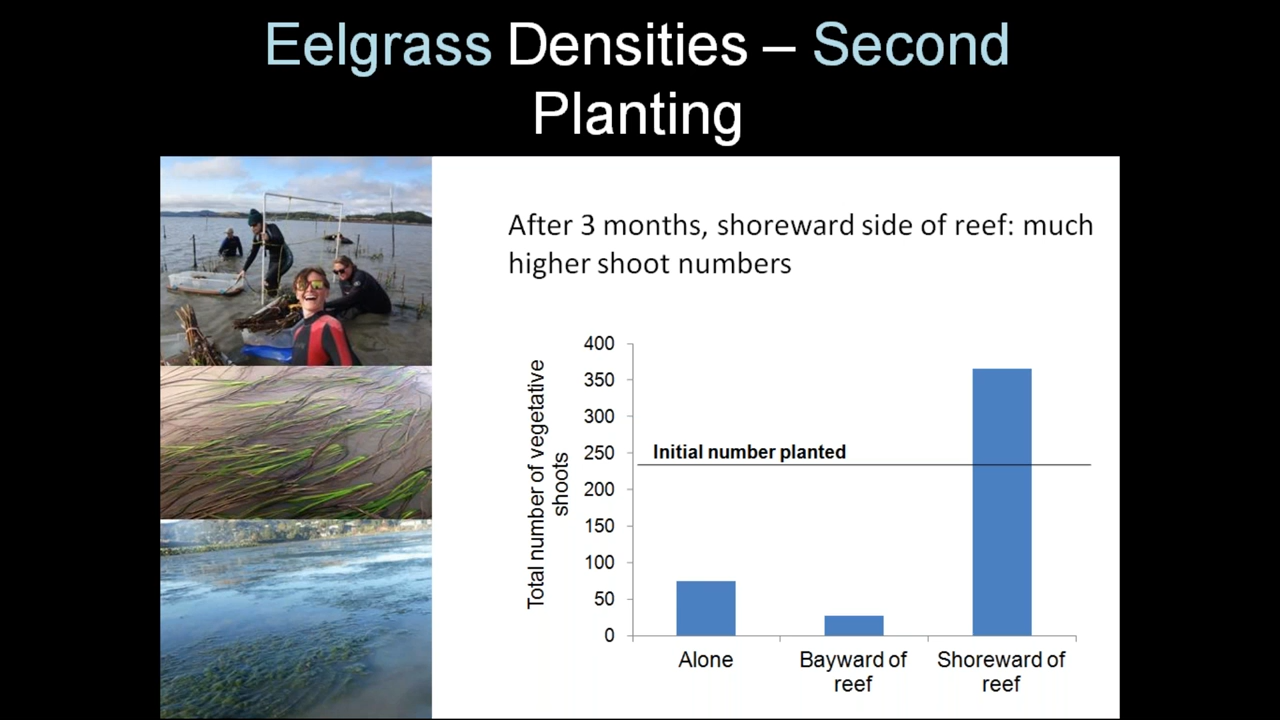 Eelgrass Densities – Second
Planting
After 3 months, shoreward side of reef: much
higher shoot numbers
Total number of vegetative
shoots
400
350
300
250
200
150
100
50
0
Initial number planted
Alone
Bayward of
reef
Shoreward of
reef